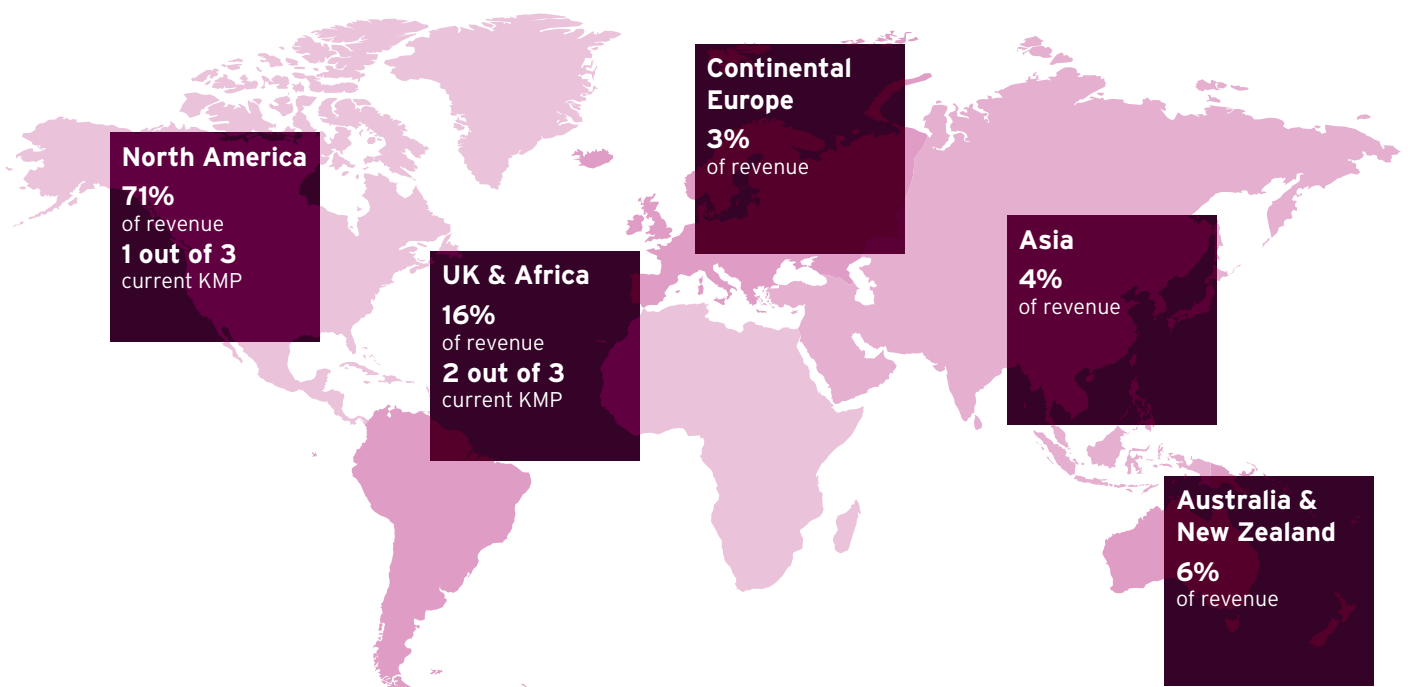 North America
71%
of revenue
1 out of 3
current KMP
UK & Africa
16%
of revenue
2 out of 3
current KMP
Continental
Europe
3%
of revenue
Asia
4%
of revenue
Australia &
New Zealand
6%
of revenue